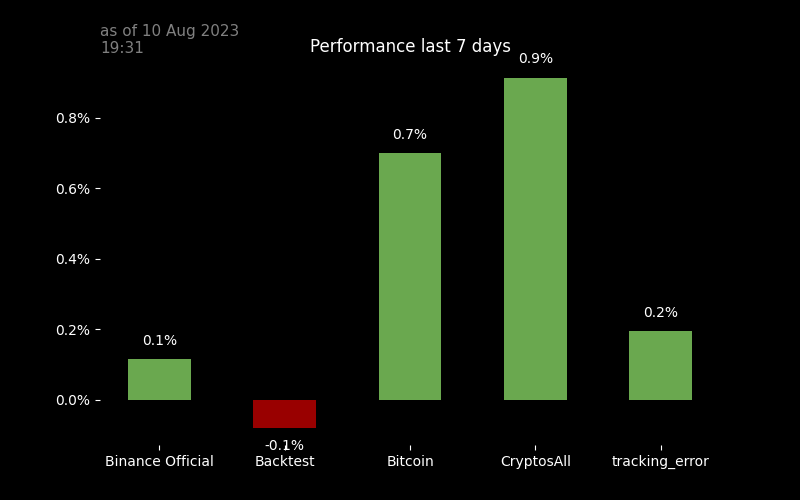 as of 10 Aug 2023
19:31
Performance last 7 days
0.9%
0.8%
0.7%
0.6%
0.4%
0.2%
0.2%
0.1%
0.0%
-0.1%
Binance Official
Backtest
Bitcoin
CryptosAll
tracking_error